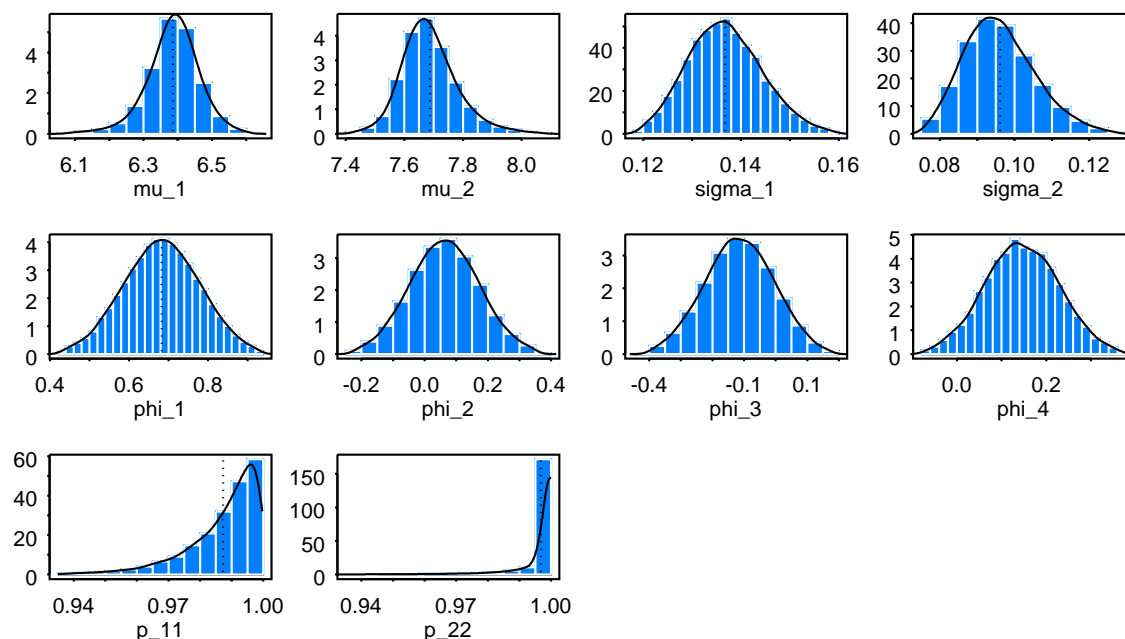 0 2 4
6.1 6.3 6.5
mu_1
0 1 2 3 4
7.4 7.6 7.8 8.0
mu_2
0 20 40
0.12 0.14 0.16
sigma_1
0 10 20 30 40
0.08 0.10 0.12
sigma_2
0 1 2 3 4
0.4 0.6 0.8
phi_1
0 1 2 3
-0.2 0.0 0.2 0.4
phi_2
0 1 2 3
-0.4 -0.1 0.1
phi_3
0 1 2 3 4 5
0.0 0.2
phi_4
0 20 40 60
0.94 0.97 1.00
p_11
0 50 100 150
0.94 0.97 1.00
p_22